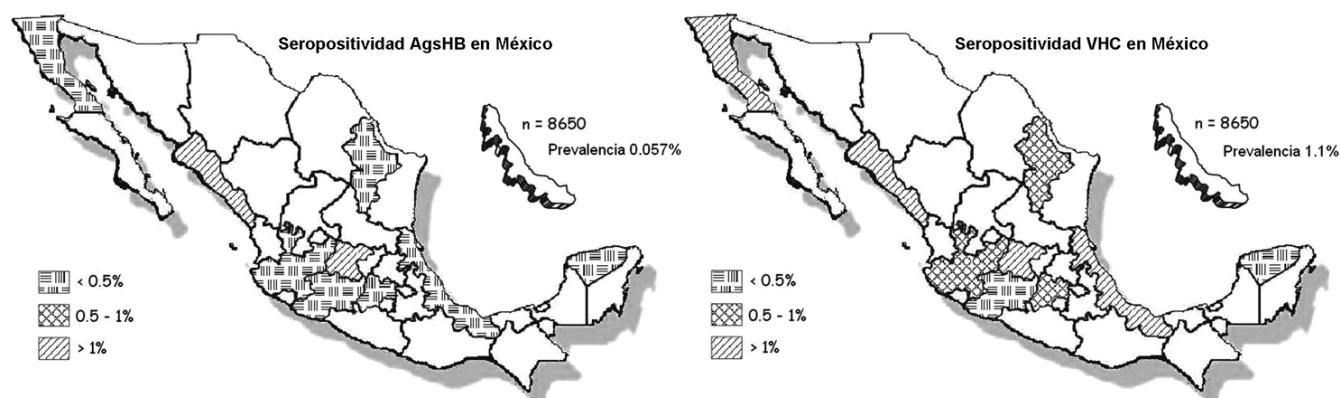 Seropositividad AgsHB en México
n = 8650
Prevalencia 0.057%
< 0.5%
0.5 - 1%
> 1%
Seropositividad VHC en México
n = 8650
Prevalencia 1.1%
< 0.5%
0.5 - 1%
> 1%